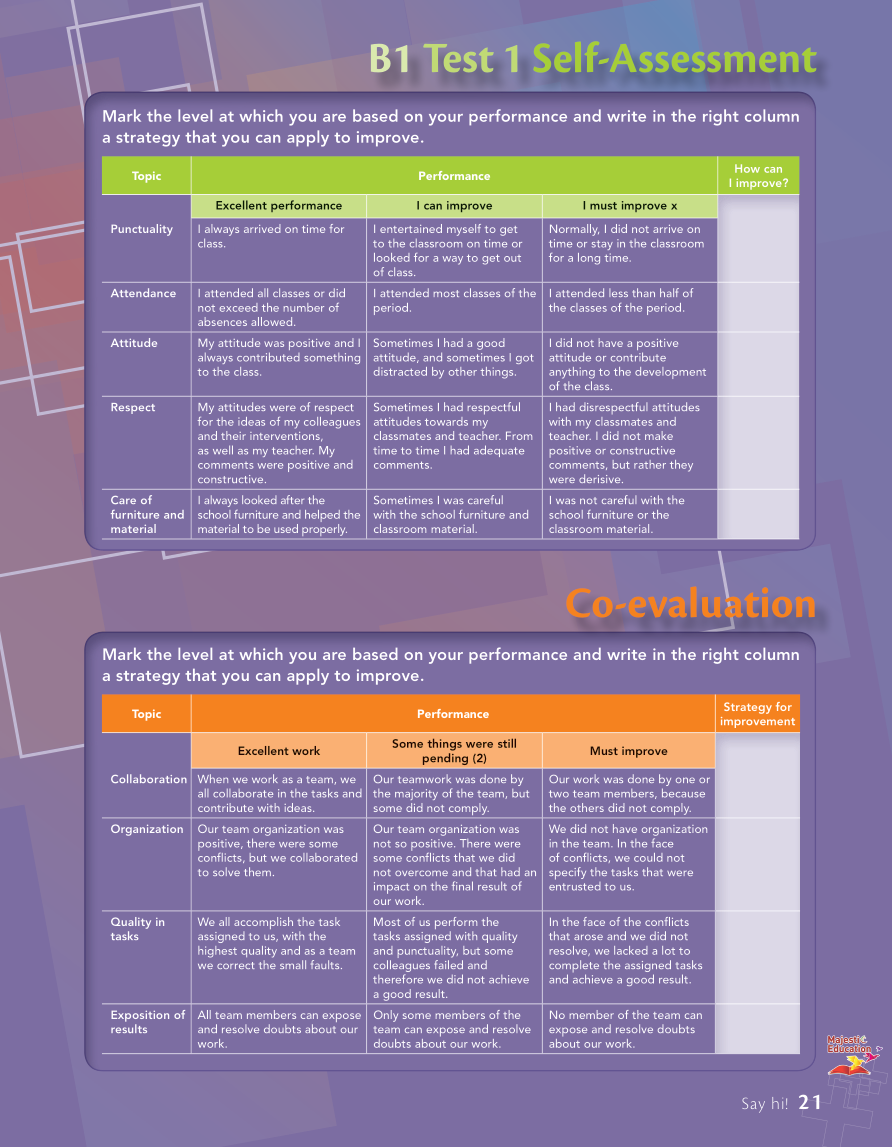 B1 Test 1 Self-Assessment
Mark the level at which you are based on your performance and write in the right column
a strategy that you can apply to improve.
Topic
Performance
How can
I improve?
Excellent performance
I can improve
I must improve x
Punctuality
I always arrived on time for
class.
I entertained myself to get
to the classroom on time or
looked for a way to get out
of class.
Normally, I did not arrive on
time or stay in the classroom
for a long time.
Attendance
I attended all classes or did
not exceed the number of
absences allowed.
I attended most classes of the
period.
I attended less than half of
the classes of the period.
Attitude
My attitude was positive and I
always contributed something
to the class.
Sometimes I had a good
attitude, and sometimes I got
distracted by other things.
I did not have a positive
attitude or contribute
anything to the development
of the class.
Respect
My attitudes were of respect
for the ideas of my colleagues
and their interventions,
as well as my teacher. My
comments were positive and
constructive.
Sometimes I had respectful
attitudes towards my
classmates and teacher. From
time to time I had adequate
comments.
I had disrespectful attitudes
with my classmates and
teacher. I did not make
positive or constructive
comments, but rather they
were derisive.
Care of
furniture and
material
I always looked after the
school furniture and helped the
material to be used properly.
Sometimes I was careful
with the school furniture and
classroom material.
I was not careful with the
school furniture or the
classroom material.
Co-evaluation
Mark the level at which you are based on your performance and write in the right column
a strategy that you can apply to improve.
Topic
Performance
Strategy for
improvement
Excellent work
Some things were still
pending (2)
Must improve
Collaboration
When we work as a team, we
all collaborate in the tasks and
contribute with ideas.
Our teamwork was done by
the majority of the team, but
some did not comply.
Our work was done by one or
two team members, because
the others did not comply.
Organization
Our team organization was
positive, there were some
conflicts, but we collaborated
to solve them.
Our team organization was
not so positive. There were
some conflicts that we did
not overcome and that had an
impact on the final result of
our work.
We did not have organization
in the team. In the face
of conflicts, we could not
specify the tasks that were
entrusted to us.
Quality in
tasks
We all accomplish the task
assigned to us, with the
highest quality and as a team
we correct the small faults.
Most of us perform the
tasks assigned with quality
and punctuality, but some
colleagues failed and
therefore we did not achieve
a good result.
In the face of the conflicts
that arose and we did not
resolve, we lacked a lot to
complete the assigned tasks
and achieve a good result.
Exposition of
results
All team members can expose
and resolve doubts about our
work.
Only some members of the
team can expose and resolve
doubts about our work.
No member of the team can
expose and resolve doubts
about our work.
Majestic
Education
Say hi! 21